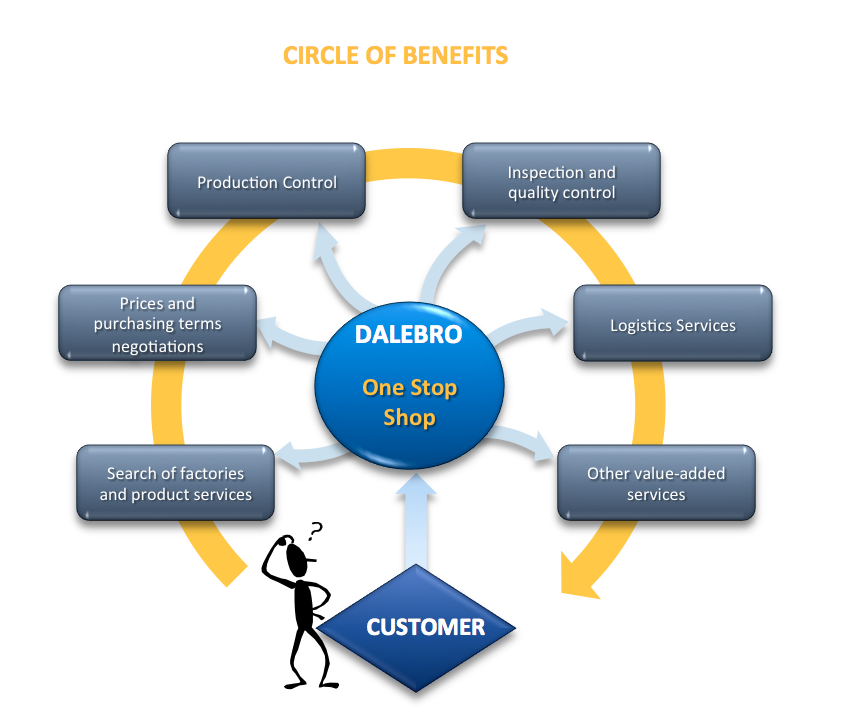 CIRCLE OF BENEFITS
Production Control
Inspection and
quality control
Prices and
purchasing terms
negotiations
Logistics Services
DALEBRO
One Stop
Shop
Search of factories
and product services
Other value-added
services
?
CUSTOMER